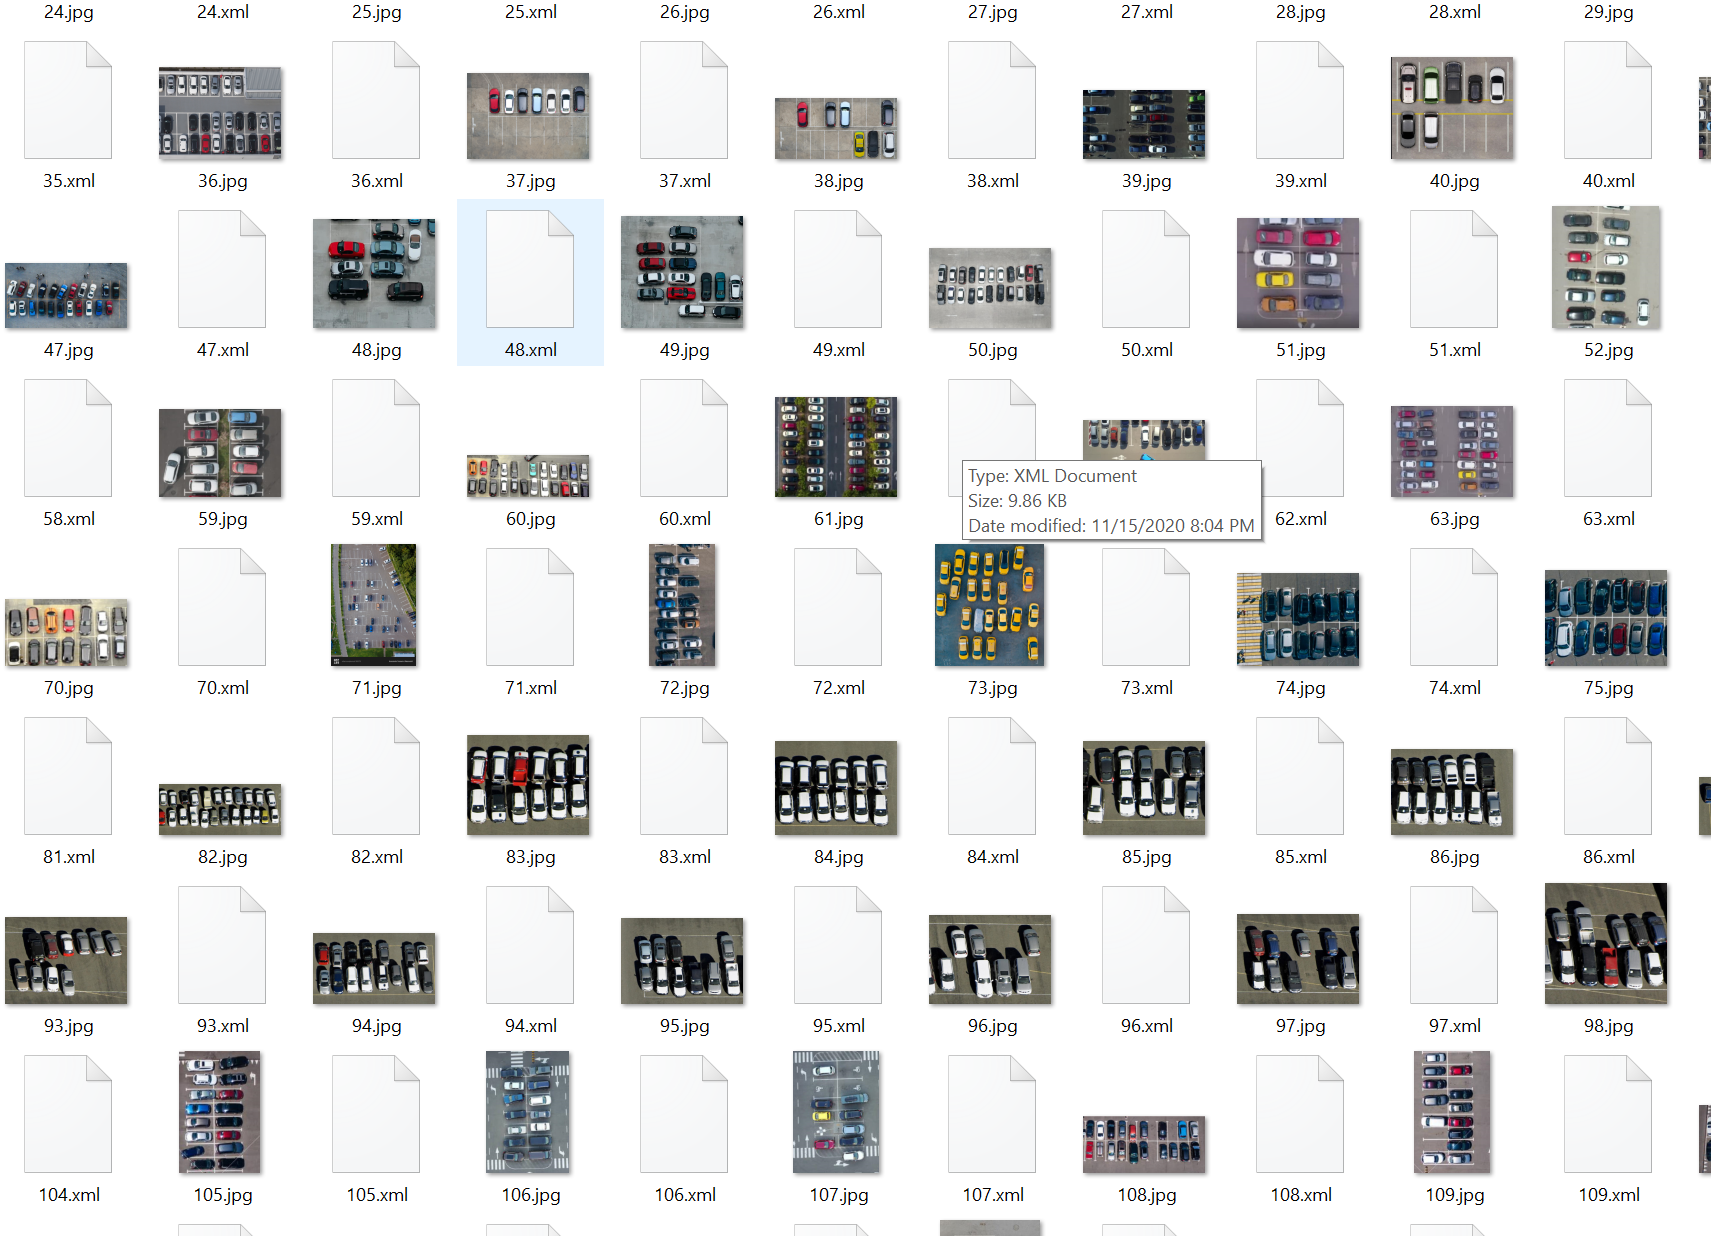 24.jpg 24.xml 25.jpg 25.xml 26.jpg 26.xml 27.jpg 27.xml 28.jpg 28.xml 29.jpg
35.xml 36.jpg 36.xml 37.jpg 37.xml 38.jpg 38.xml 39.jpg 39.xml 40.jpg 40.xml
47.jpg 47.xml 48.jpg 48.xml 49.jpg 49.xml 50.jpg 50.xml 51.jpg 51.xml 52.jpg
Type: XML Document
Size: 9.86 KB
Date modified: 11/15/2020 8:04 PM
58.xml 59.jpg 59.xml 60.jpg 60.xml 61.jpg 62.xml 63.jpg 63.xml
70.jpg 70.xml 71.jpg 71.xml 72.jpg 72.xml 73.jpg 73.xml 74.jpg 74.xml 75.jpg
81.xml 82.jpg 82.xml 83.jpg 83.xml 84.jpg 84.xml 85.jpg 85.xml 86.jpg 86.xml
93.jpg 93.xml 94.jpg 94.xml 95.jpg 95.xml 96.jpg 96.xml 97.jpg 97.xml 98.jpg
104.xml 105.jpg 105.xml 106.jpg 106.xml 107.jpg 107.xml 108.jpg 108.xml 109.jpg 109.xml